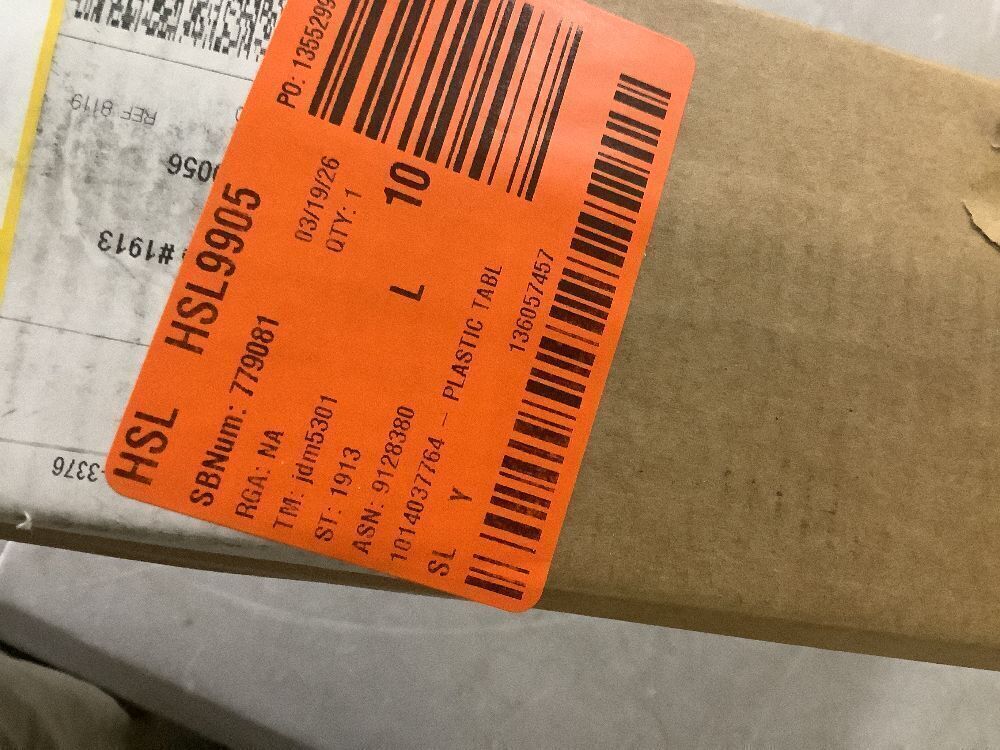 HSL HSL9905
SBNum: 779081
PO: 1355299
RGA: NA
03/19/26
TM: jdm5301
QTY: 1
ST: 1913
ASN: 9128380
L 10
1014037764 - PLASTIC TABL
SL Y
136057457
REF 8119
#1913
-3376